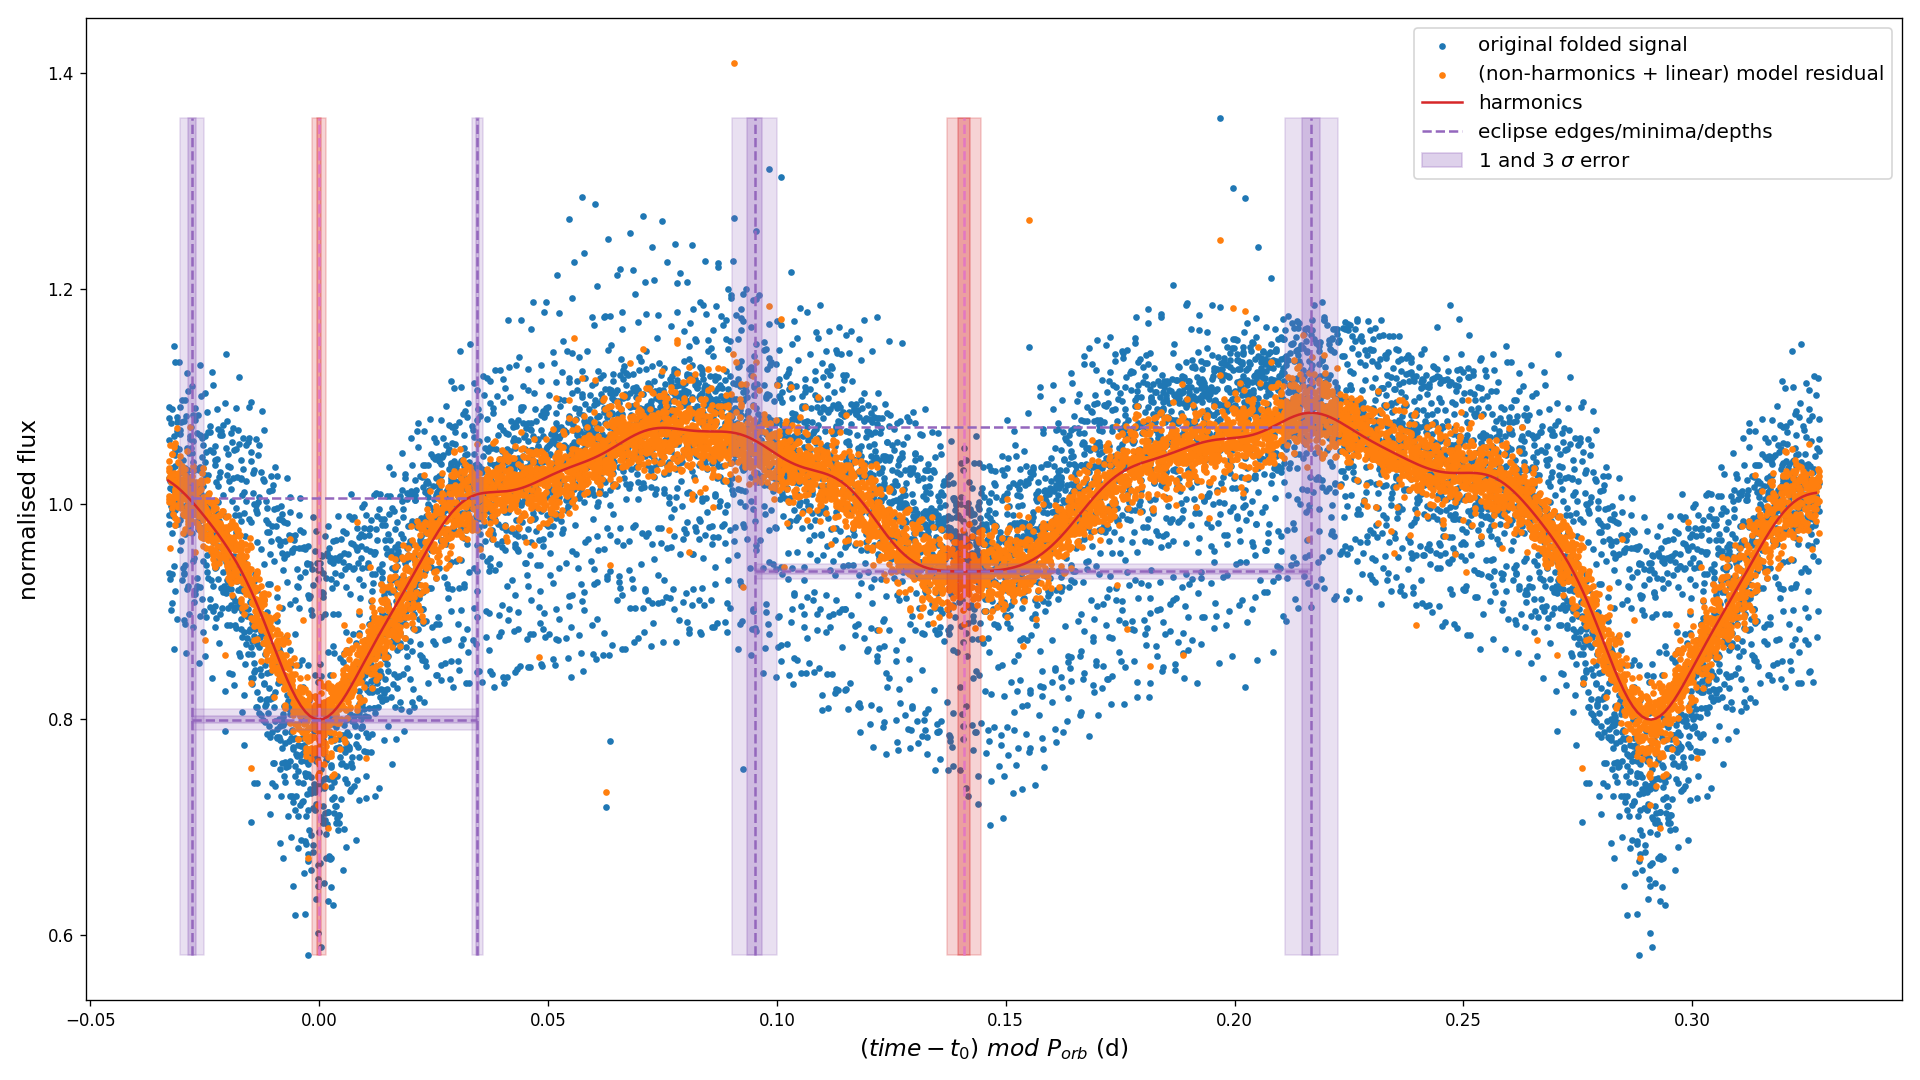 original folded signal
(non-harmonics + linear) model residual
harmonics
eclipse edges/minima/depths
1 and 3 σ error
normalised flux
1.4
1.2
1.0
0.8
0.6
−0.05 0.00 0.05 0.10 0.15 0.20 0.25 0.30
(time − t₀) mod Pₒᵣb (d)